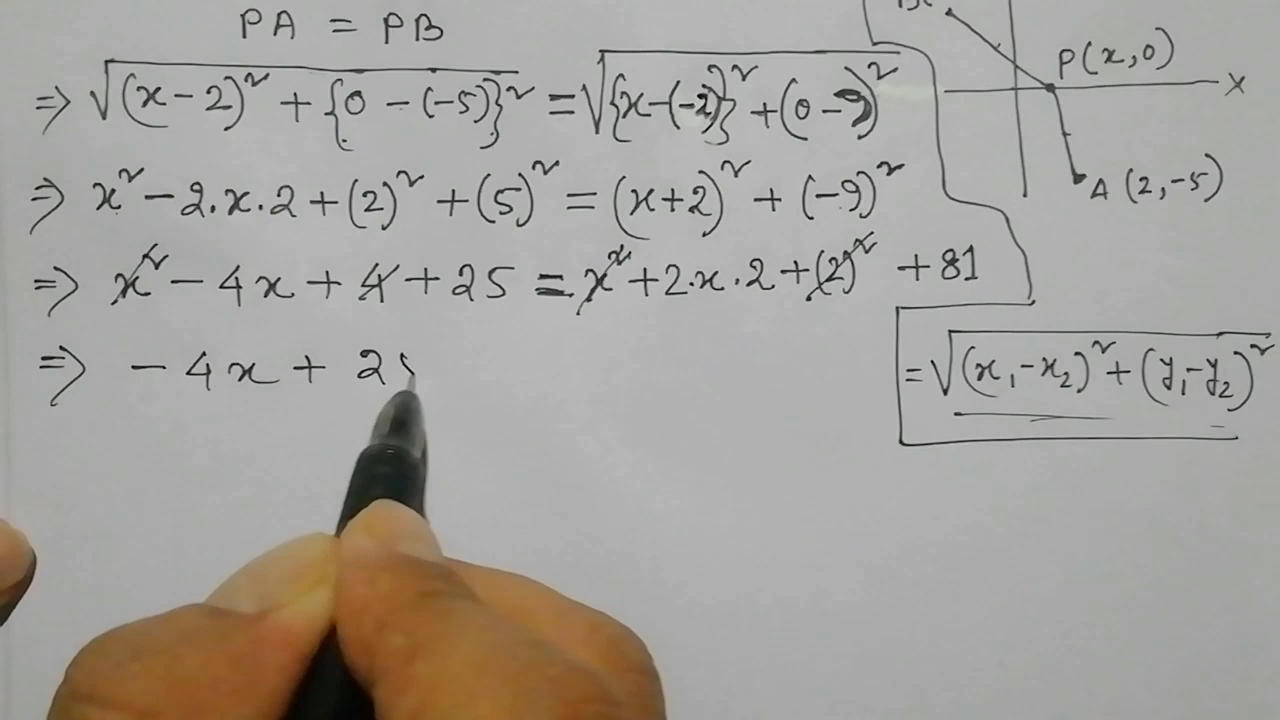 PA = PB
⇒ √(x-2)² + {0-(-5)}² = √{x-(-2)}² + (0-9)²
⇒ x² - 2.x.2 + (2)² + (5)² = (x+2)² + (-9)²
⇒ x² - 4x + 4 + 25 = x² + 2.x.2 + (2)² + 81
⇒ - 4x + 25
P(x,0)
X
A (2,-5)
= √(x₁-x₂)² + (y₁-y₂)²